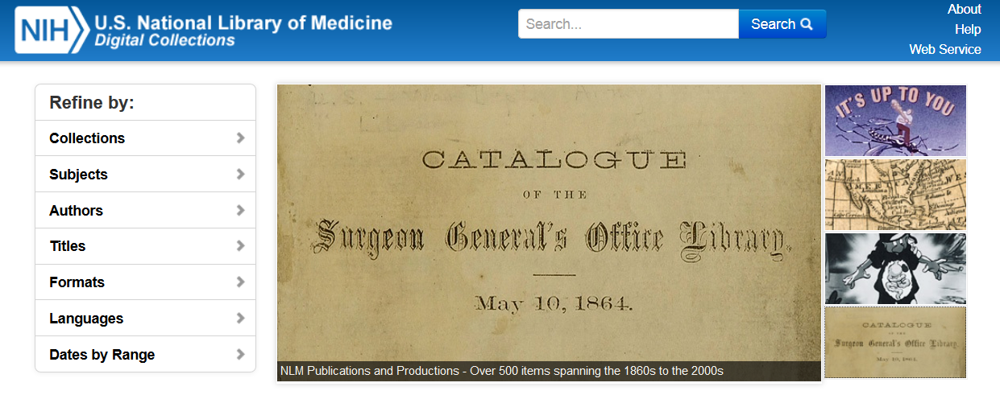 NIH
U.S. National Library of Medicine
Digital Collections
Search...
Search
About
Help
Web Service
Refine by:
Collections
Subjects
Authors
Titles
Formats
Languages
Dates by Range
CATALOGUE
OF THE
Surgeon General's Office Library.
May 10, 1864.
NLM Publications and Productions - Over 500 items spanning the 1860s to the 2000s
IT'S UP TO YOU
CATALOGUE
OF THE
Surgeon General's Office Library.
May 10, 1864.